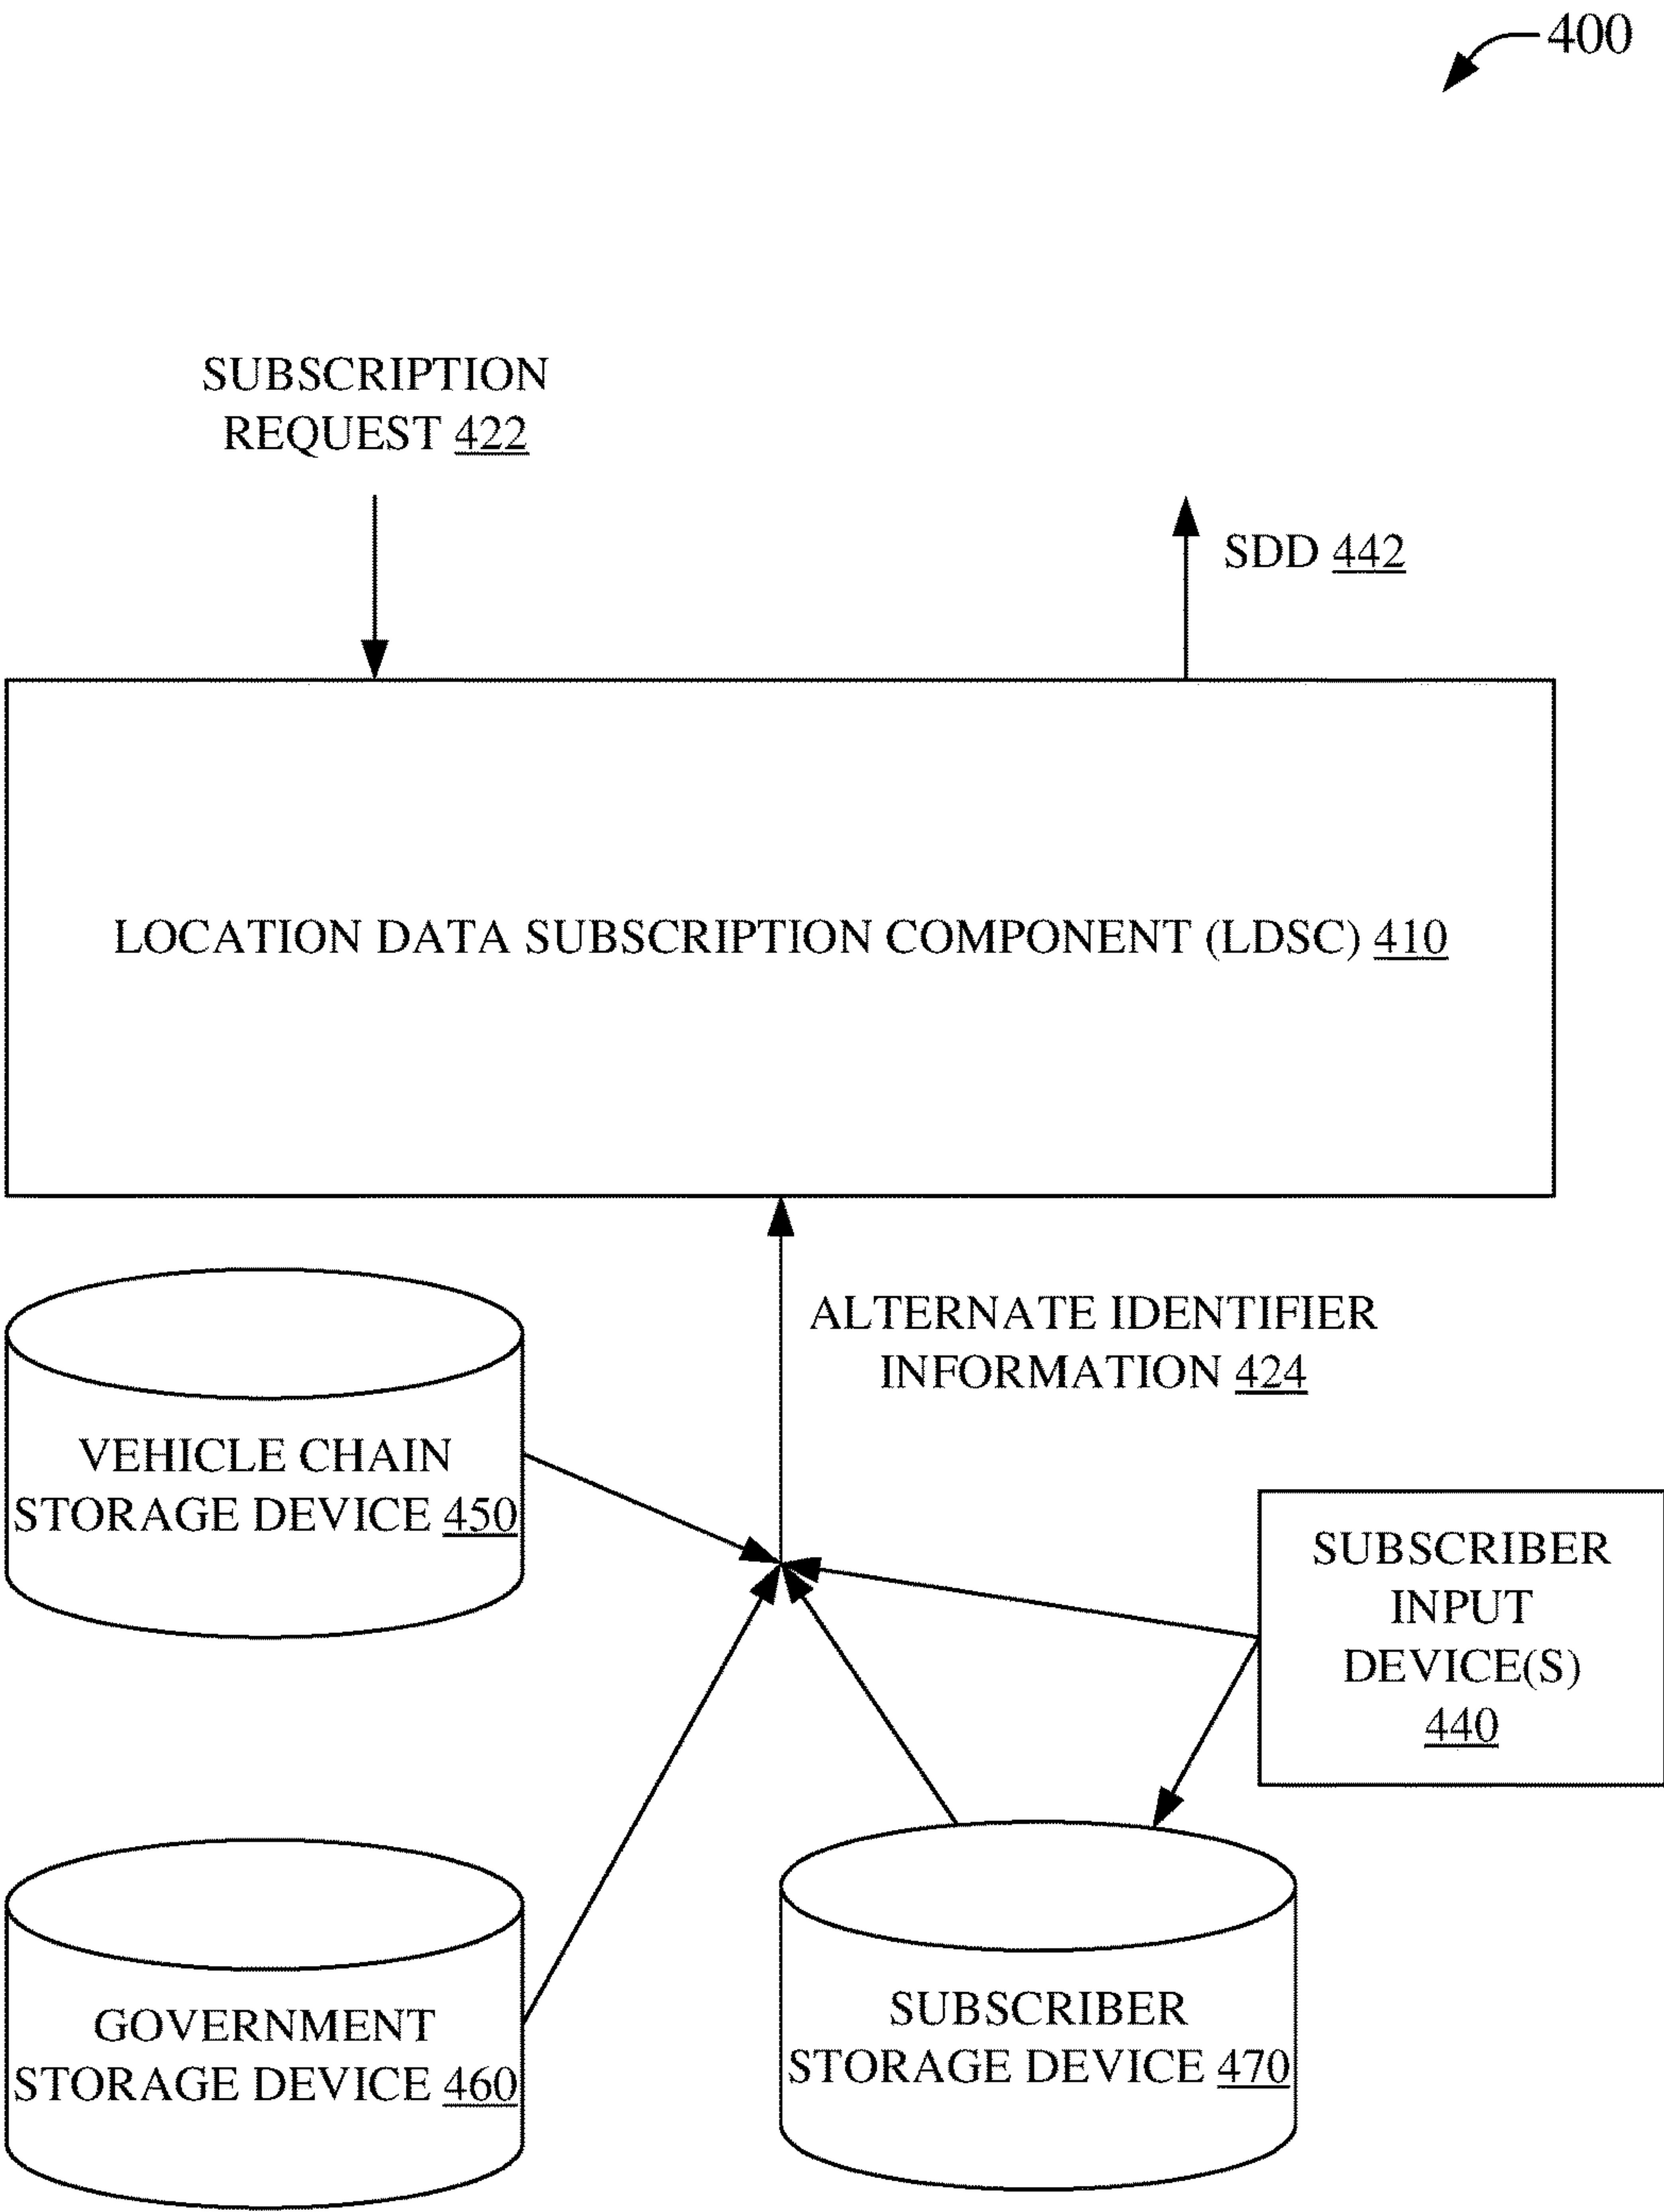 400
SUBSCRIPTION
REQUEST 422
SDD 442
LOCATION DATA SUBSCRIPTION COMPONENT (LDSC) 410
ALTERNATE IDENTIFIER
INFORMATION 424
VEHICLE CHAIN
STORAGE DEVICE 450
SUBSCRIBER
INPUT
DEVICE(S)
440
GOVERNMENT
STORAGE DEVICE 460
SUBSCRIBER
STORAGE DEVICE 470